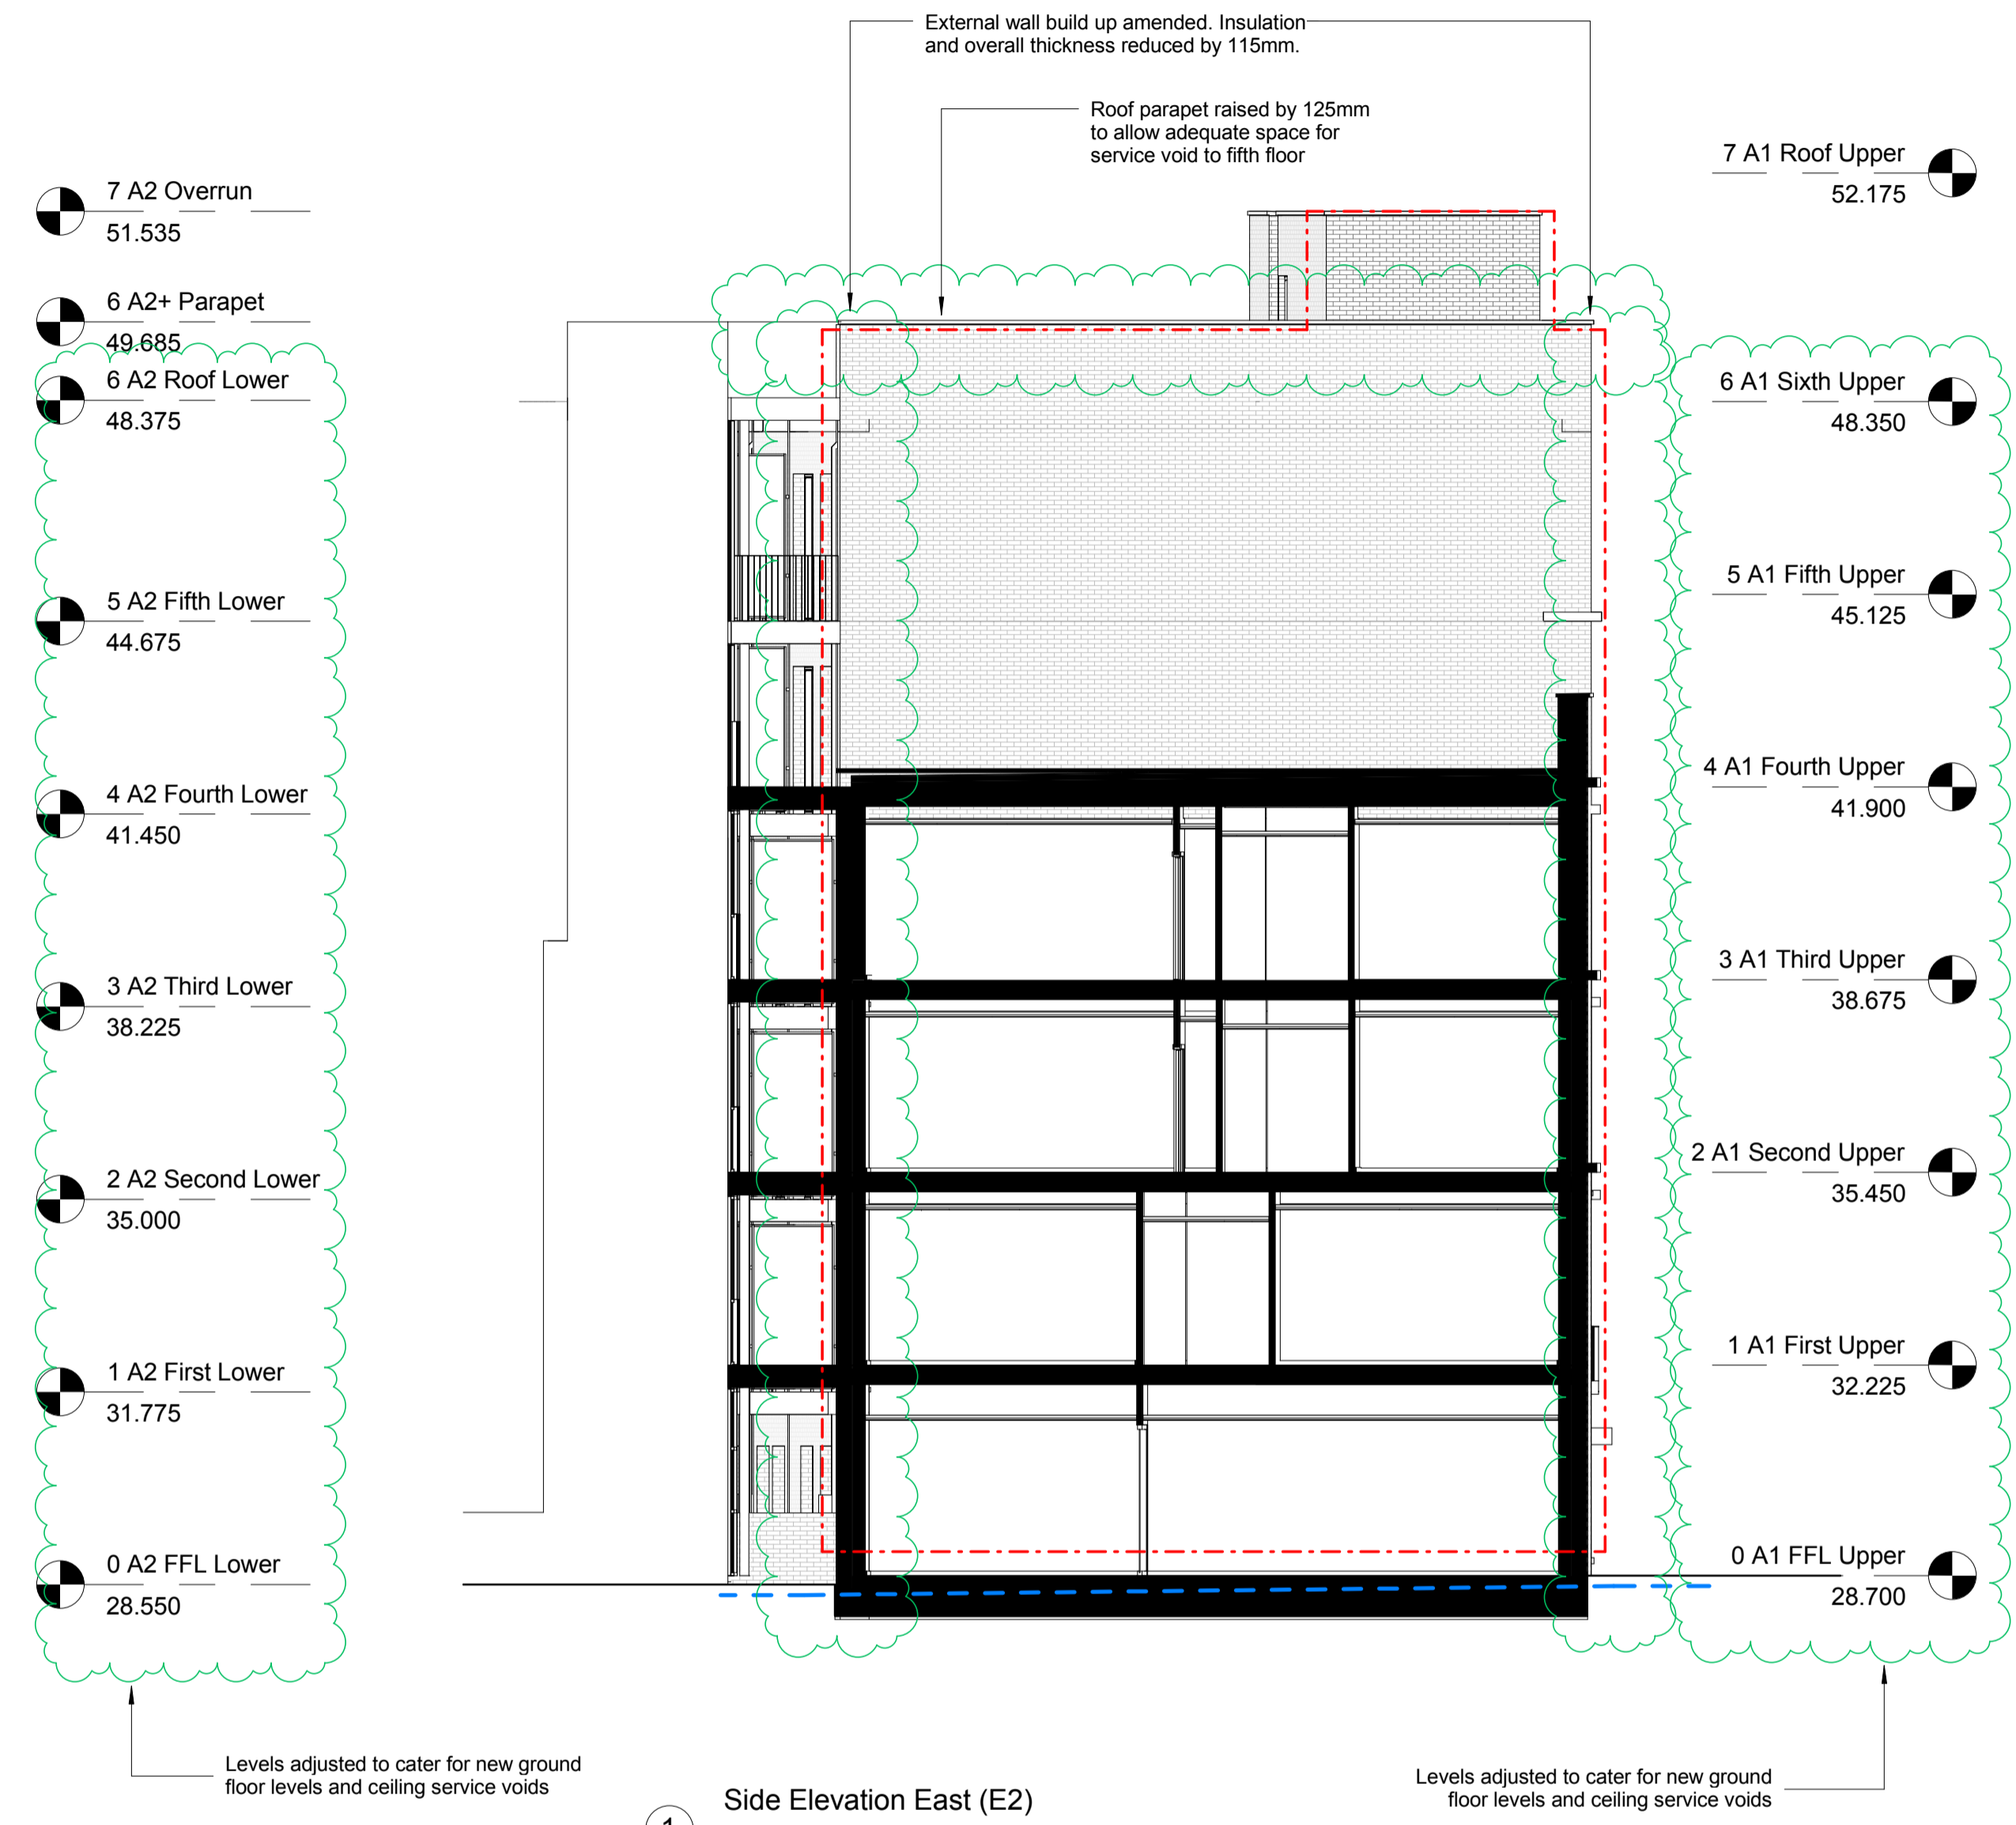 External wall build up amended. Insulation
and overall thickness reduced by 115mm.
Roof parapet raised by 125mm
to allow adequate space for
service void to fifth floor
7 A2 Overrun
51.535
6 A2+ Parapet
49.685
6 A2 Roof Lower
48.375
5 A2 Fifth Lower
44.675
4 A2 Fourth Lower
41.450
3 A2 Third Lower
38.225
2 A2 Second Lower
35.000
1 A2 First Lower
31.775
0 A2 FFL Lower
28.550
7 A1 Roof Upper
52.175
6 A1 Sixth Upper
48.350
5 A1 Fifth Upper
45.125
4 A1 Fourth Upper
41.900
3 A1 Third Upper
38.675
2 A1 Second Upper
35.450
1 A1 First Upper
32.225
0 A1 FFL Upper
28.700
Levels adjusted to cater for new ground
floor levels and ceiling service voids
Levels adjusted to cater for new ground
floor levels and ceiling service voids
Side Elevation East (E2)
1